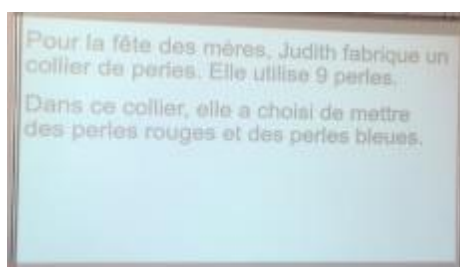 Pour la fête des mères, Judith fabrique un
collier de perles. Elle utilise 9 perles.
Dans ce collier, elle a choisi de mettre
des perles rouges et des perles bleues.